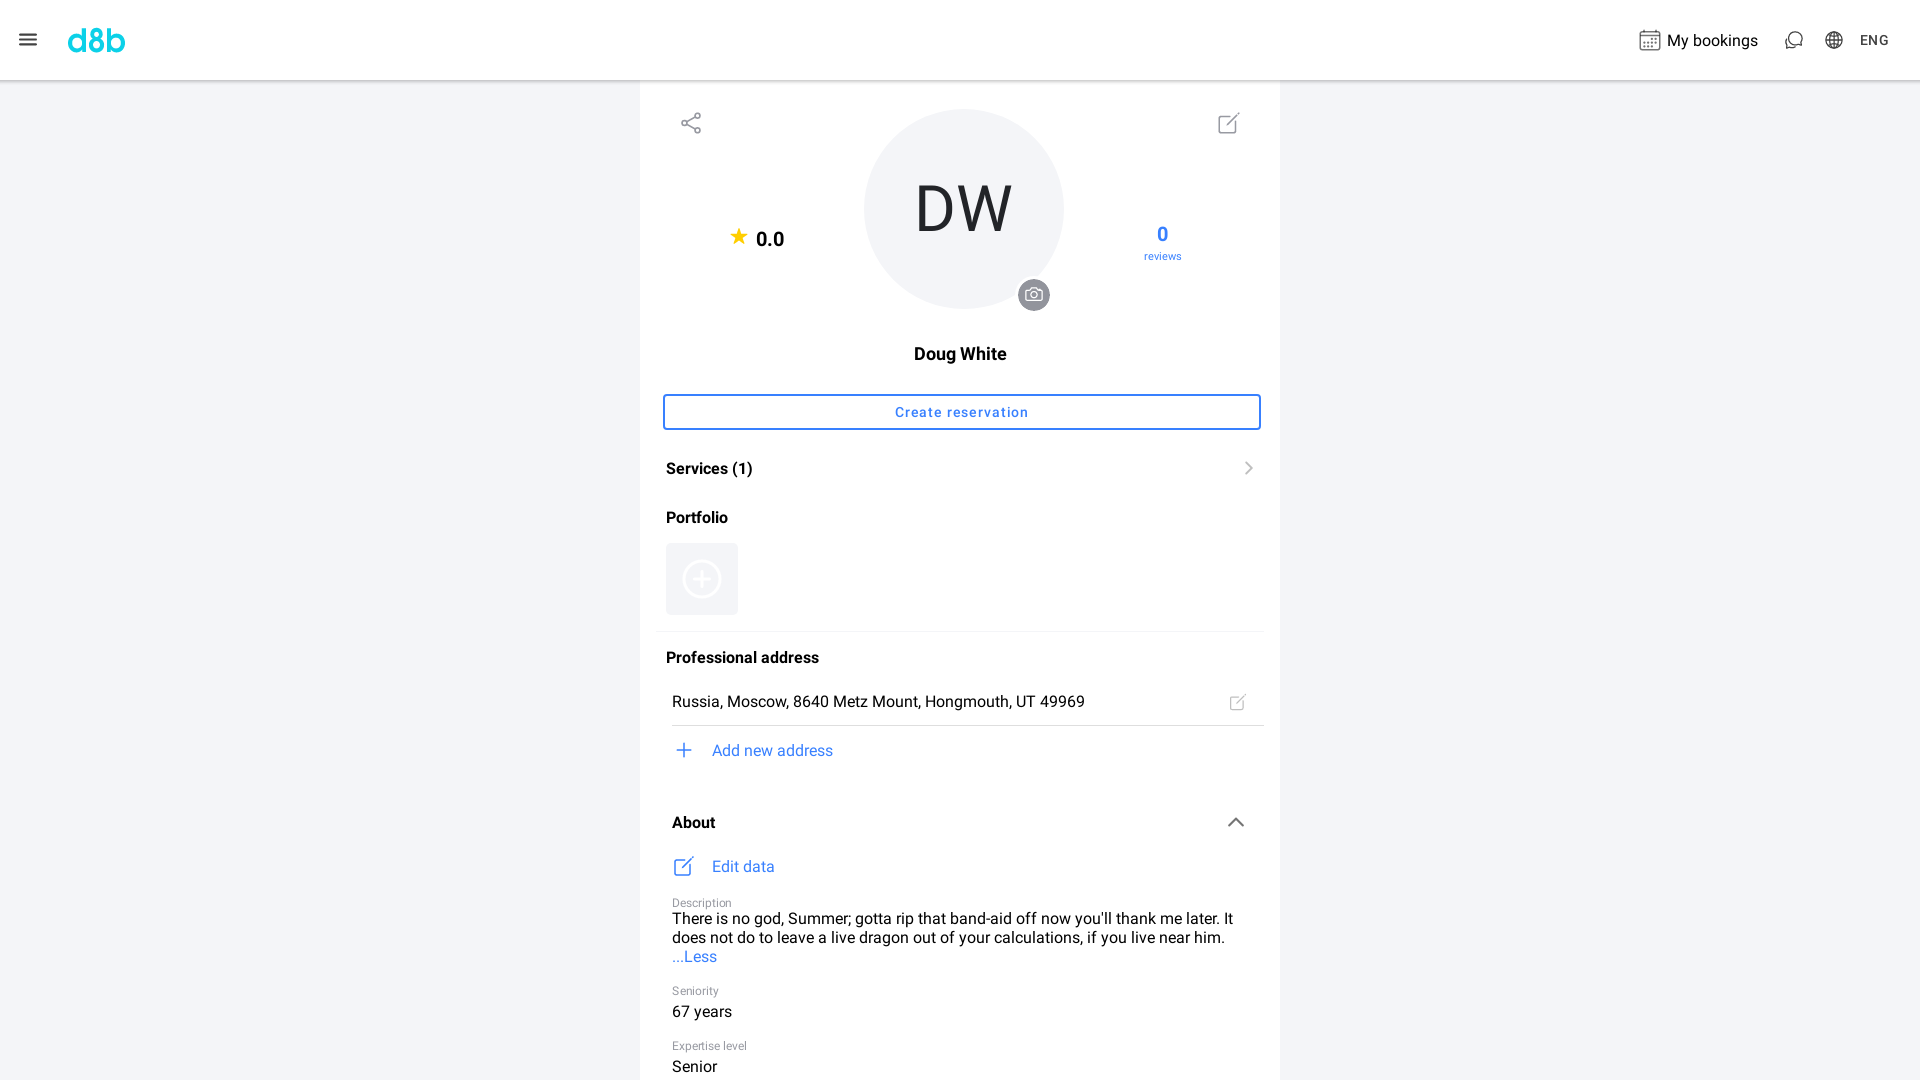 d8b
My bookings
ENG
DW
0.0
0
reviews
Doug White
Create reservation
Services (1)
Portfolio
Professional address
Russia, Moscow, 8640 Metz Mount, Hongmouth, UT 49969
Add new address
About
Edit data
Description
There is no god, Summer; gotta rip that band-aid off now you'll thank me later. It
does not do to leave a live dragon out of your calculations, if you live near him.
...Less
Seniority
67 years
Expertise level
Senior